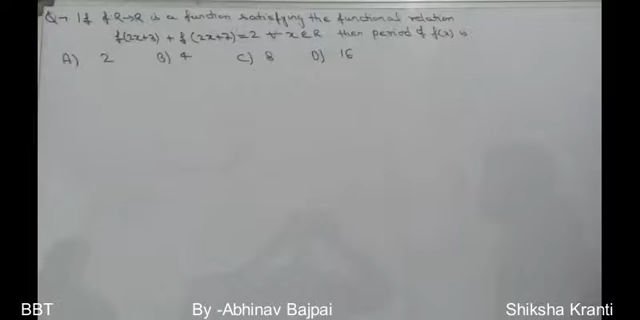 Q→ If f R→R is a function satisfying the functional relation
f(2x+3) + f(2x+7) = 2 ∀ x∈R then period of f(x) is
A) 2 B) 4 C) 8 D) 16
BBT By -Abhinav Bajpai Shiksha Kranti